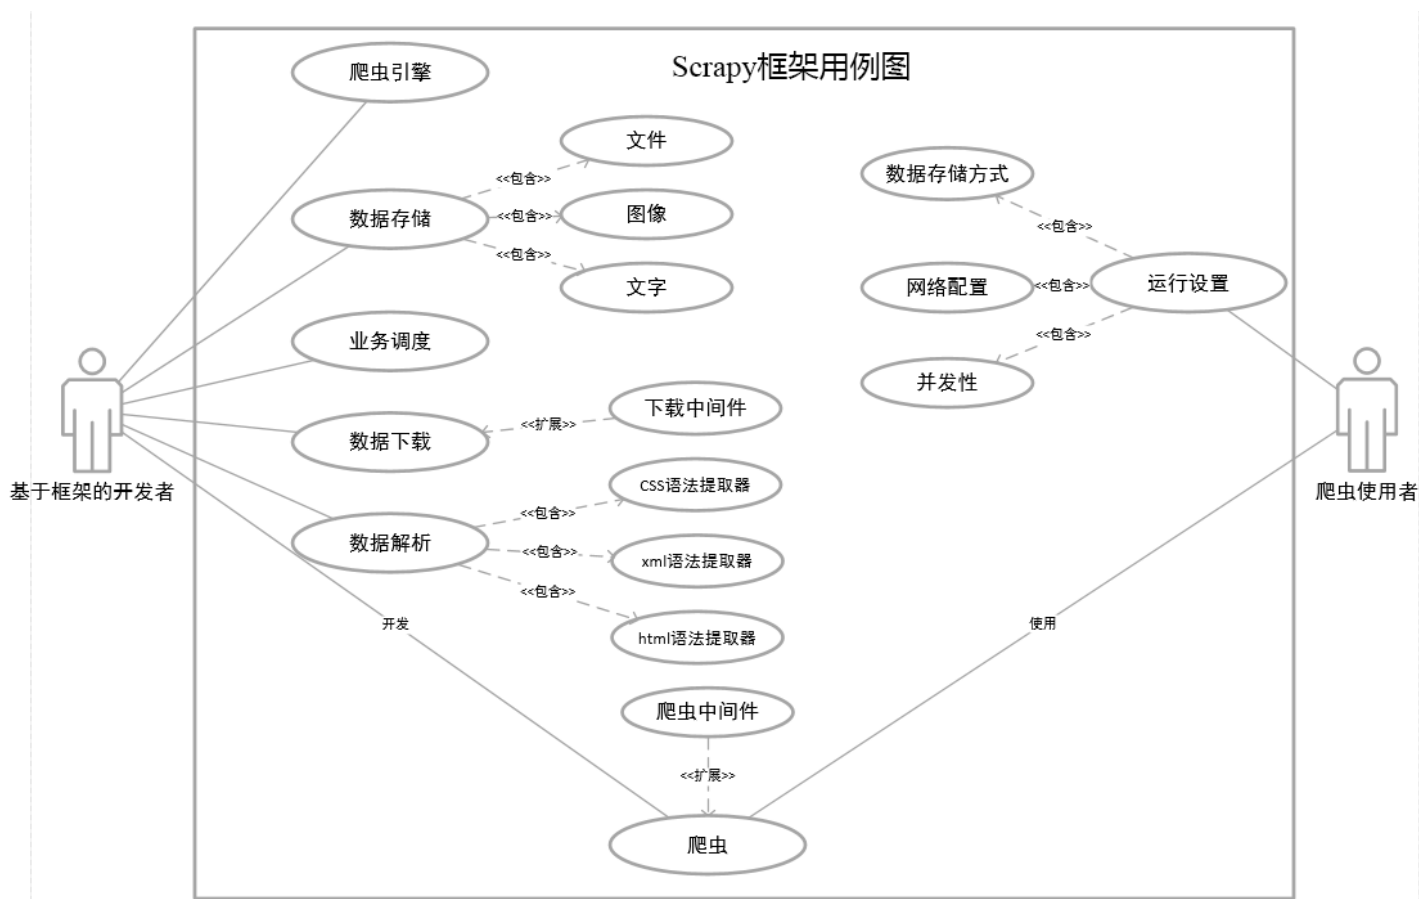 Scrapy框架用例图
爬虫引擎
文件
<<包含>>
数据存储
<<包含>>
图像
<<包含>>
文字
数据存储方式
<<包含>>
网络配置
<<包含>>
运行设置
<<包含>>
并发性
业务调度
数据下载
<<扩展>>
下载中间件
基于框架的开发者
爬虫使用者
CSS语法提取器
<<包含>>
数据解析
<<包含>>
xml语法提取器
<<包含>>
html语法提取器
开发
使用
爬虫中间件
<<扩展>>
爬虫